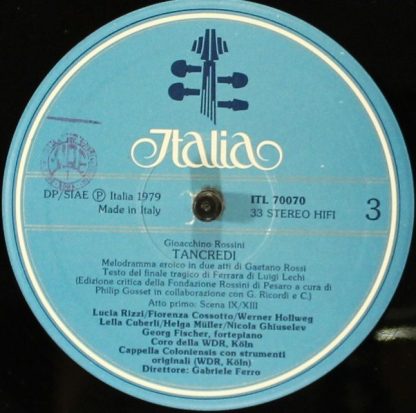 Italia
DP/SIAE Ⓟ Italia 1979
Made in Italy
ITL 70070
33 STEREO HIFI
3
Gioacchino Rossini
TANCREDI
Melodramma eroico in due atti di Gaetano Rossi
Testo del finale tragico di Ferrara di Luigi Lechi
(Edizione critica della Fondazione Rossini di Pesaro a cura di
Philip Gosset in collaborazione con G. Ricordi e C.)
Atto primo: Scena IX/XIII
Lucia Rizzi/Fiorenza Cossotto/Werner Hollweg
Lella Cuberli/Helga Müller/Nicola Ghiuselev
Georg Fischer, fortepiano
Coro della WDR, Köln
Cappella Coloniensis con strumenti
originali (WDR, Köln)
Direttore: Gabriele Ferro